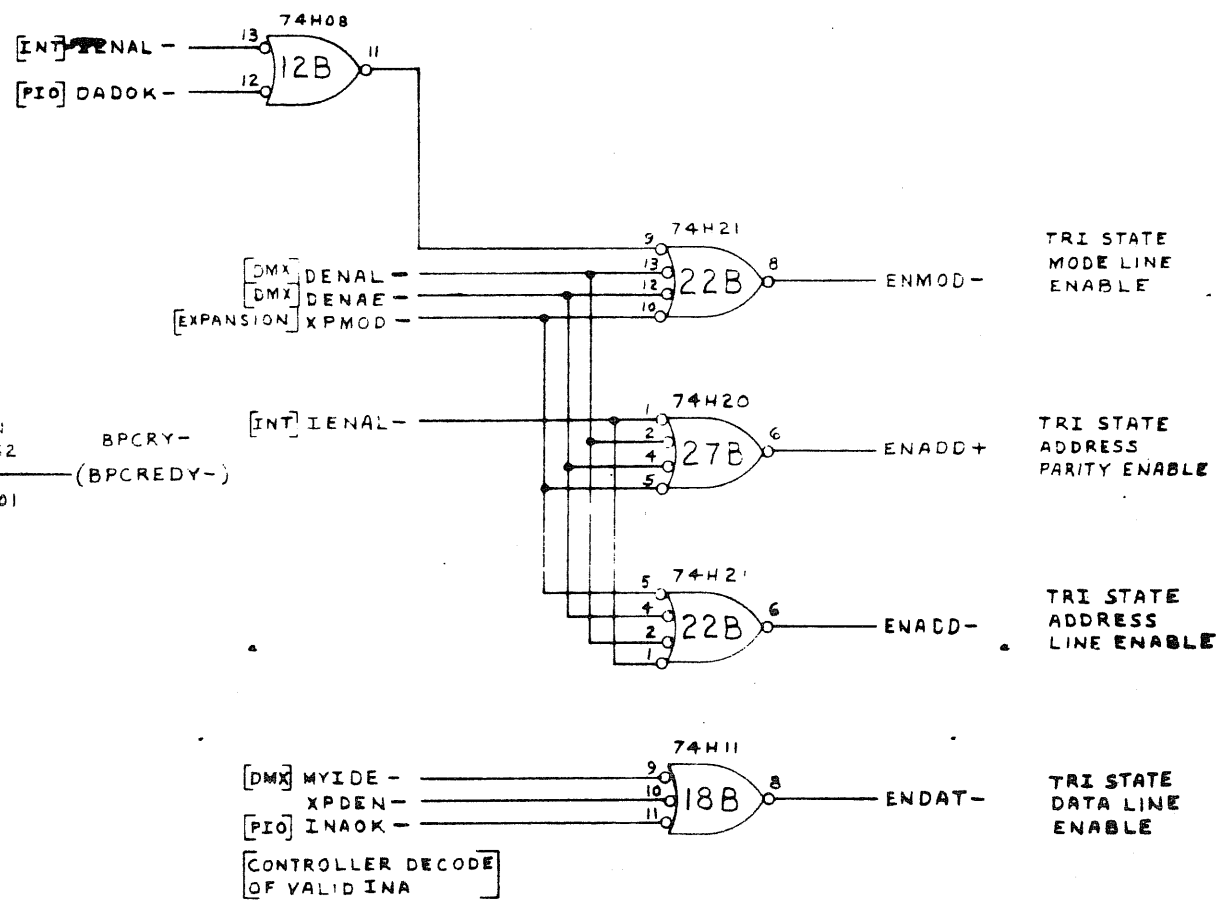 74H08
[INT] ENAL -
13
12B
11
[PIO] DADOK -
12
74H21
9
[DMX] DENAL -
13
22B
8
ENMOD -
[DMX] DENAE -
12
[EXPANSION] XPMOD -
10
TRI STATE
MODE LINE
ENABLE
74H20
[INT] IENAL -
1
2
27B
6
ENADD +
4
5
TRI STATE
ADDRESS
PARITY ENABLE
BPCRY-
(BPCREDY-)
01
74H2
5
4
22B
6
ENADD -
2
1
TRI STATE
ADDRESS
LINE ENABLE
74H11
[DMX] MYIDE -
9
XPDEN -
10
18B
8
ENDAT -
[PIO] INAOK -
11
[CONTROLLER DECODE
OF VALID INA]
TRI STATE
DATA LINE
ENABLE